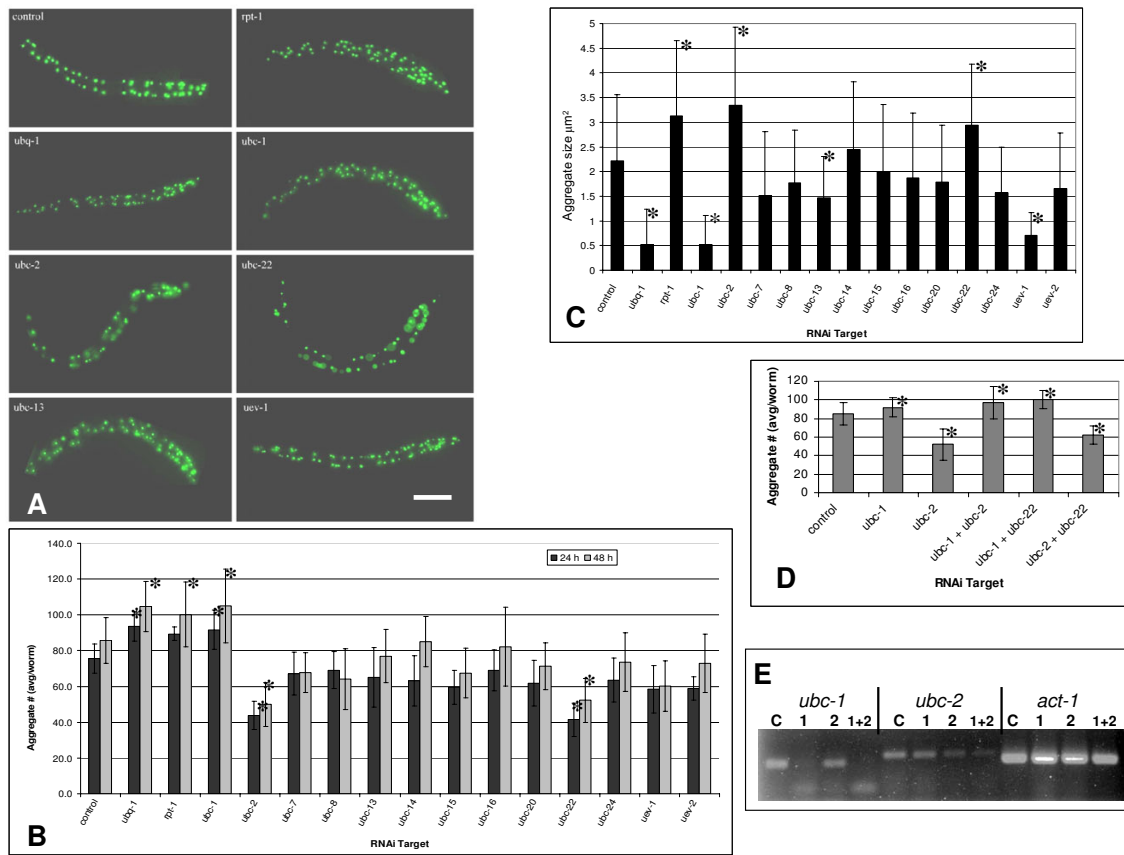 control
rpt-1
ubq-1
ubc-1
ubc-2
ubc-22
ubc-13
uev-1
A
Aggregate size µm²
5
4.5
4
3.5
3
2.5
2
1.5
1
0.5
0
* * * * * * *
control ubq-1 rpt-1 ubc-1 ubc-2 ubc-7 ubc-8 ubc-13 ubc-14 ubc-15 ubc-16 ubc-20 ubc-22 ubc-24 uev-1 uev-2
C
RNAi Target
Aggregate # (avg/worm)
140.0
120.0
100.0
80.0
60.0
40.0
20.0
0.0
24 h 48 h
* * * * * * * * *
control ubq-1 rpt-1 ubc-1 ubc-2 ubc-7 ubc-8 ubc-13 ubc-14 ubc-15 ubc-16 ubc-20 ubc-22 ubc-24 uev-1 uev-2
B
RNAi Target
Aggregate # (avg/worm)
120
100
80
60
40
20
0
* * * * *
control ubc-1 ubc-2 ubc-1 + ubc-2 ubc-1 + ubc-22 ubc-2 + ubc-22
D
RNAi Target
E
ubc-1 ubc-2 act-1
C 1 2 1+2 C 1 2 1+2 C 1 2 1+2